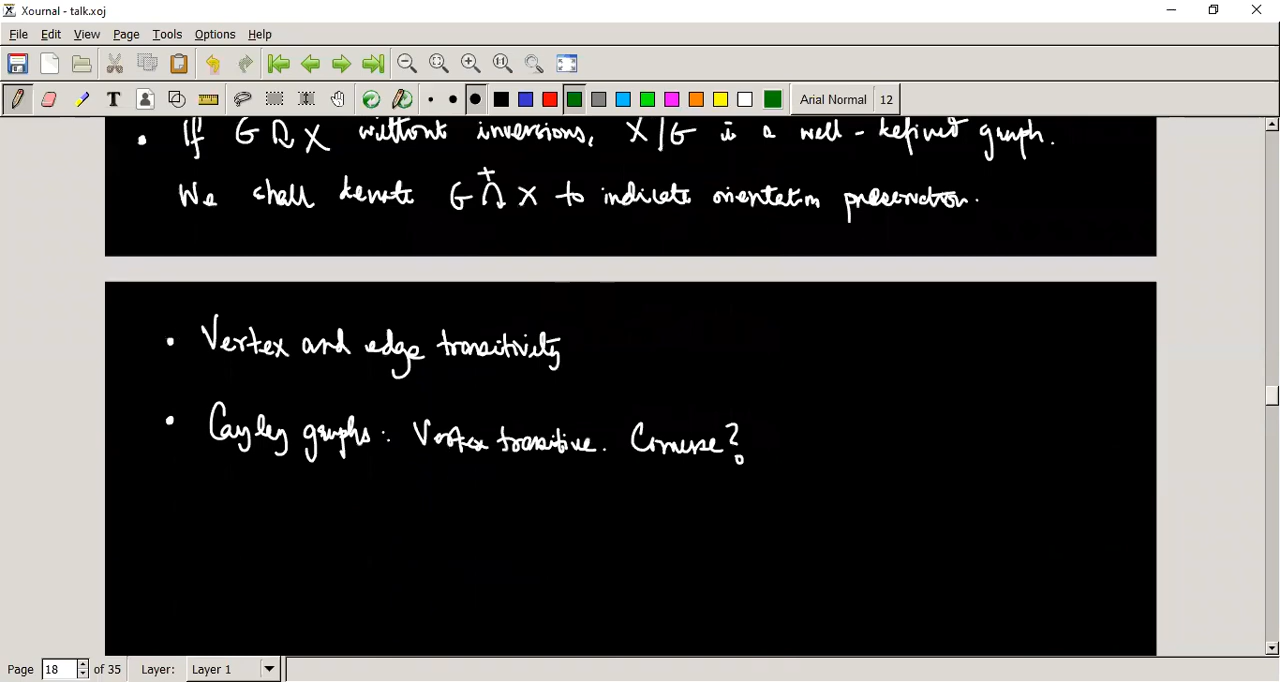 Xournal - talk.xoj
File Edit View Page Tools Options Help
Arial Normal 12
• If G ↷ X without inversions, X/G is a well-defined graph.
We shall denote G ↷⁺ X to indicate orientation preservation.
• Vertex and edge transitivity
• Cayley graphs: Vertex transitive. Converse?
Page 18 of 35 Layer: Layer 1